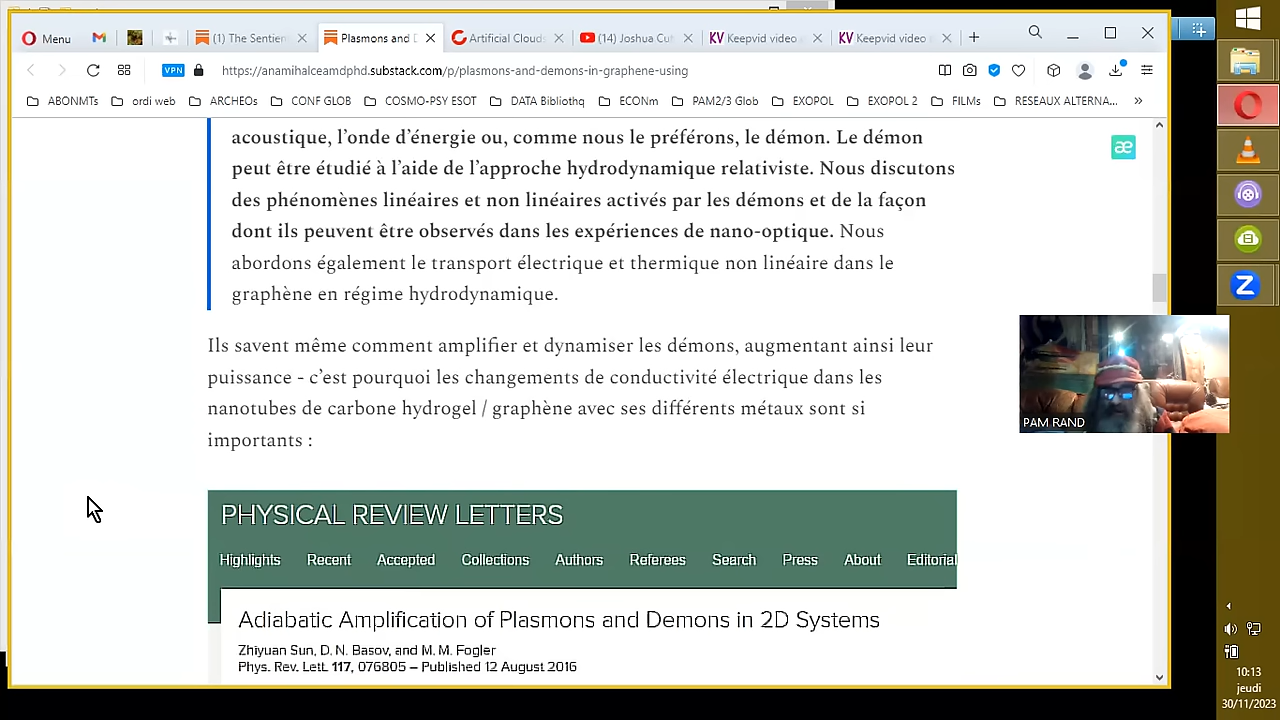 Menu
(1) The Sentien
Plasmons and D
Artificial Cloud
(14) Joshua Cut
KV Keepvid video
KV Keepvid video
VPN
https://anamihalceamdphd.substack.com/p/plasmons-and-demons-in-graphene-using
ABONMTs
ordi web
ARCHEOs
CONF GLOB
COSMO-PSY ESOT
DATA Bibliothq
ECONm
PAM2/3 Glob
EXOPOL
EXOPOL 2
FILMs
RESEAUX ALTERNA...
acoustique, l'onde d'énergie ou, comme nous le préférons, le démon. Le démon
peut être étudié à l'aide de l'approche hydrodynamique relativiste. Nous discutons
des phénomènes linéaires et non linéaires activés par les démons et de la façon
dont ils peuvent être observés dans les expériences de nano-optique. Nous
abordons également le transport électrique et thermique non linéaire dans le
graphène en régime hydrodynamique.
æ
Ils savent même comment amplifier et dynamiser les démons, augmentant ainsi leur
puissance - c'est pourquoi les changements de conductivité électrique dans les
nanotubes de carbone hydrogel / graphène avec ses différents métaux sont si
importants :
PAM RAND
PHYSICAL REVIEW LETTERS
Highlights
Recent
Accepted
Collections
Authors
Referees
Search
Press
About
Editorial
Adiabatic Amplification of Plasmons and Demons in 2D Systems
Zhiyuan Sun, D. N. Basov, and M. M. Fogler
Phys. Rev. Lett. 117, 076805 – Published 12 August 2016
Z
10:13
jeudi
30/11/2023